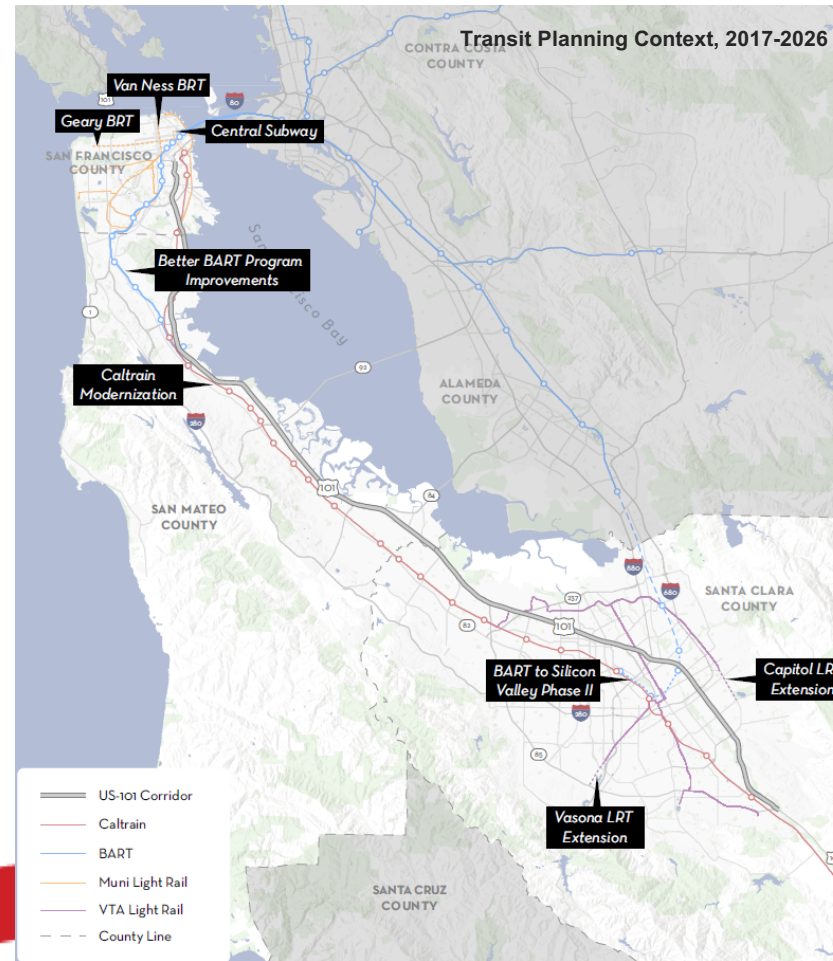 Transit Planning Context, 2017-2026
CONTRA COSTA
COUNTY
Van Ness BRT
101
80
Geary BRT
Central Subway
SAN FRANCISCO
COUNTY
San Francisco Bay
Better BART Program
Improvements
1
92
Caltrain
Modernization
ALAMEDA
COUNTY
280
101
84
SAN MATEO
COUNTY
880
680
SANTA CLARA
COUNTY
237
82
101
BART to Silicon
Valley Phase II
Capitol LR
Extension
280
85
Vasona LRT
Extension
US-101 Corridor
Caltrain
BART
Muni Light Rail
VTA Light Rail
County Line
SANTA CRUZ
COUNTY